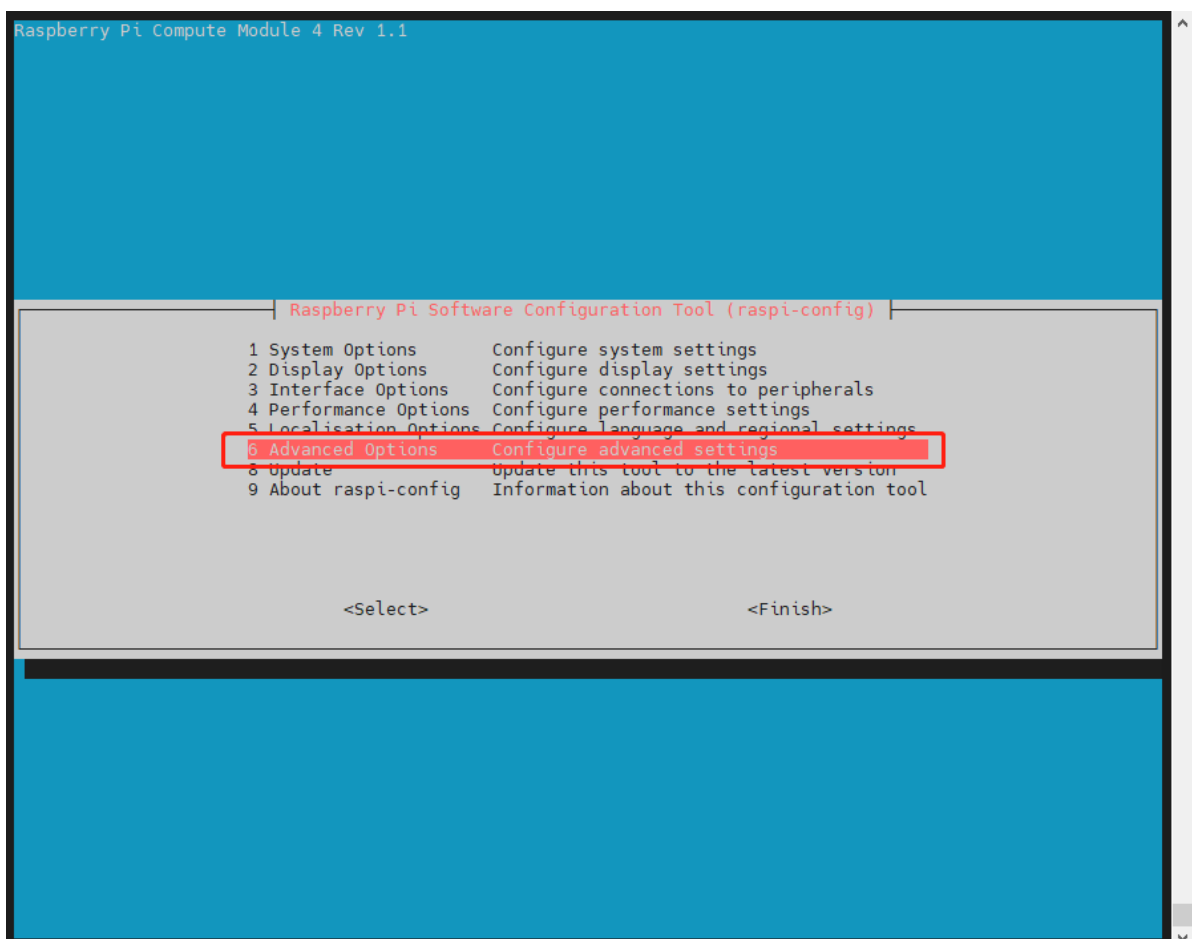 Raspberry Pi Compute Module 4 Rev 1.1
Raspberry Pi Software Configuration Tool (raspi-config)
1 System Options Configure system settings
2 Display Options Configure display settings
3 Interface Options Configure connections to peripherals
4 Performance Options Configure performance settings
5 Localisation Options Configure language and regional settings
6 Advanced Options Configure advanced settings
8 Update Update this tool to the latest version
9 About raspi-config Information about this configuration tool
<Select> <Finish>